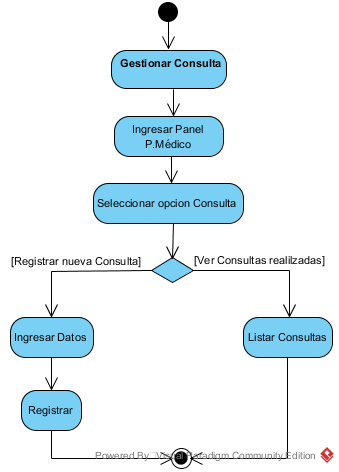 Gestionar Consulta
Ingresar Panel
P.Médico
Seleccionar opcion Consulta
[Registrar nueva Consulta]
[Ver Consultas realilzadas]
Ingresar Datos
Listar Consultas
Registrar
Powered By Visual Paradigm Community Edition